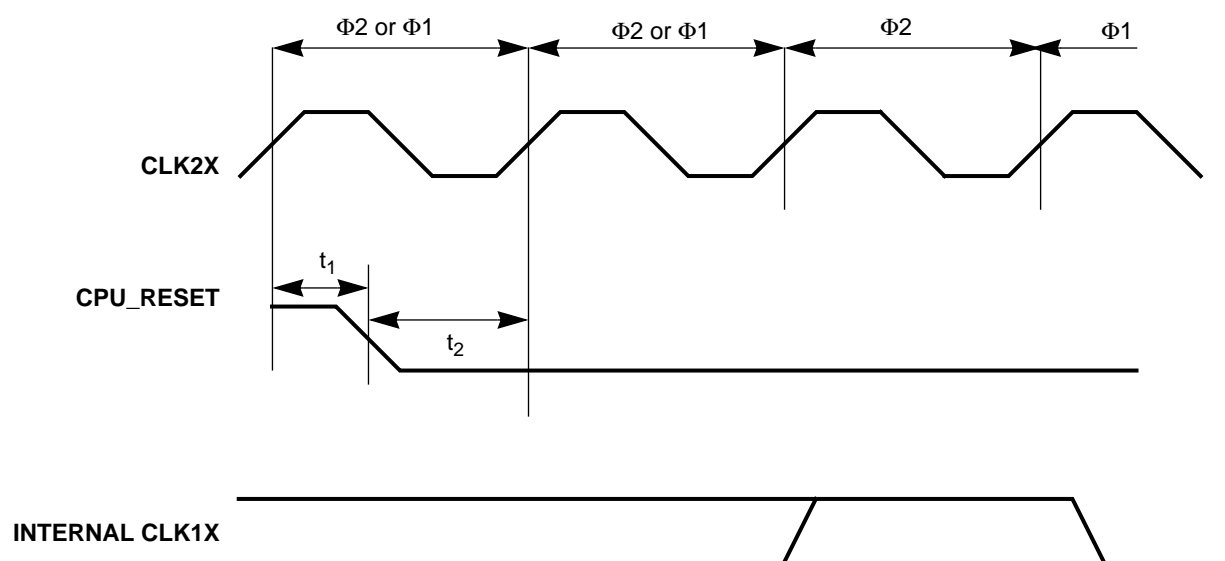 Φ2 or Φ1 Φ2 or Φ1 Φ2 Φ1
CLK2X
t1
CPU_RESET
t2
INTERNAL CLK1X